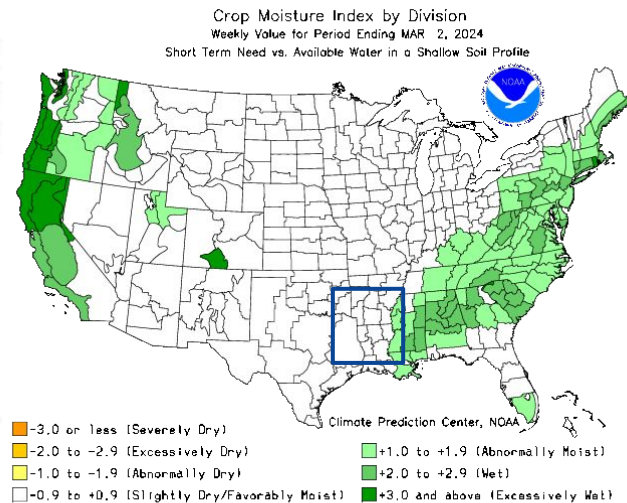 Crop Moisture Index by Division
Weekly Value for Period Ending MAR 2, 2024
Short Term Need vs. Available Water in a Shallow Soil Profile
NOAA
Climate Prediction Center, NOAA
-3.0 or less (Severely Dry)
-2.0 to -2.9 (Excessively Dry)
-1.0 to -1.9 (Abnormally Dry)
-0.9 to +0.9 (Slightly Dry/Favorably Moist)
+1.0 to +1.9 (Abnormally Moist)
+2.0 to +2.9 (Wet)
+3.0 and above (Excessively Wet)